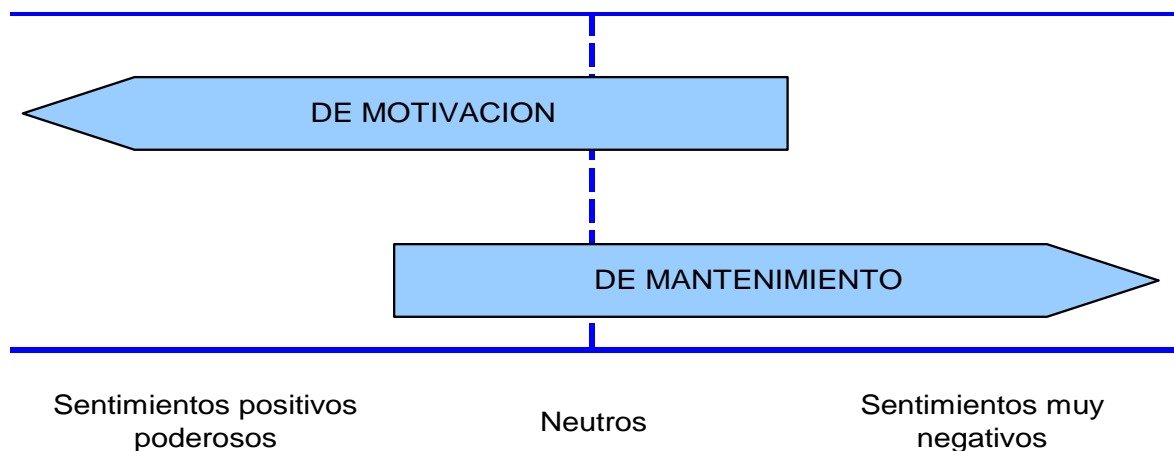 DE MOTIVACION
DE MANTENIMIENTO
Sentimientos positivos
poderosos
Neutros
Sentimientos muy
negativos